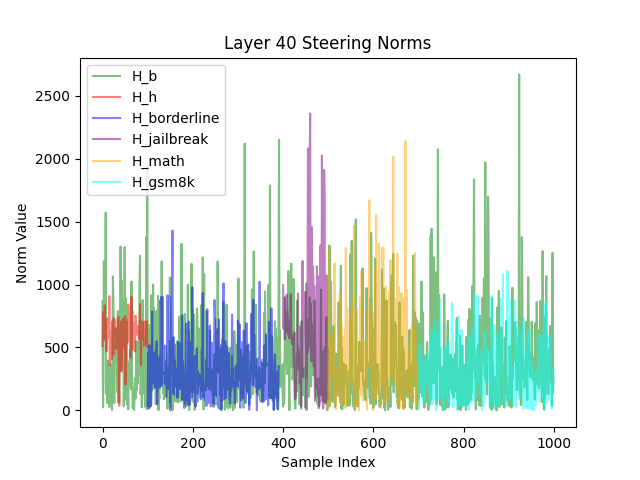 Layer 40 Steering Norms
H_b
H_h
H_borderline
H_jailbreak
H_math
H_gsm8k
Norm Value
2500
2000
1500
1000
500
0
0 200 400 600 800 1000
Sample Index